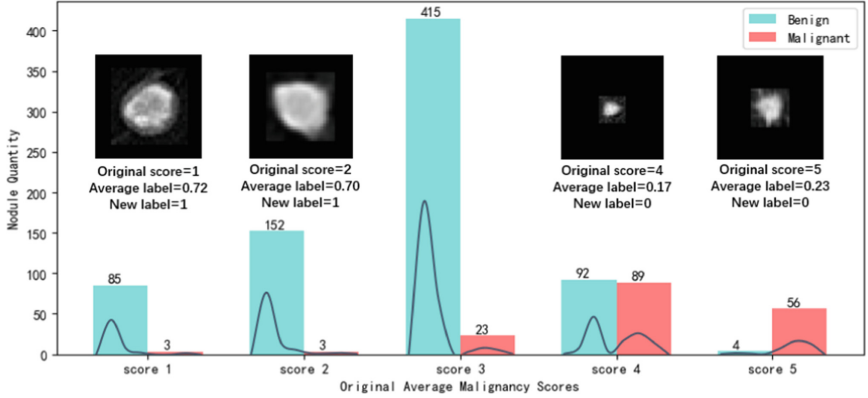 415
Benign
Malignant
400
350
300
250
200
150
100
50
0
Nodule Quantity
Original score=1
Average label=0.72
New label=1
Original score=2
Average label=0.70
New label=1
Original score=4
Average label=0.17
New label=0
Original score=5
Average label=0.23
New label=0
85
3
152
3
23
92
89
4
56
score 1
score 2
score 3
score 4
score 5
Original Average Malignancy Scores